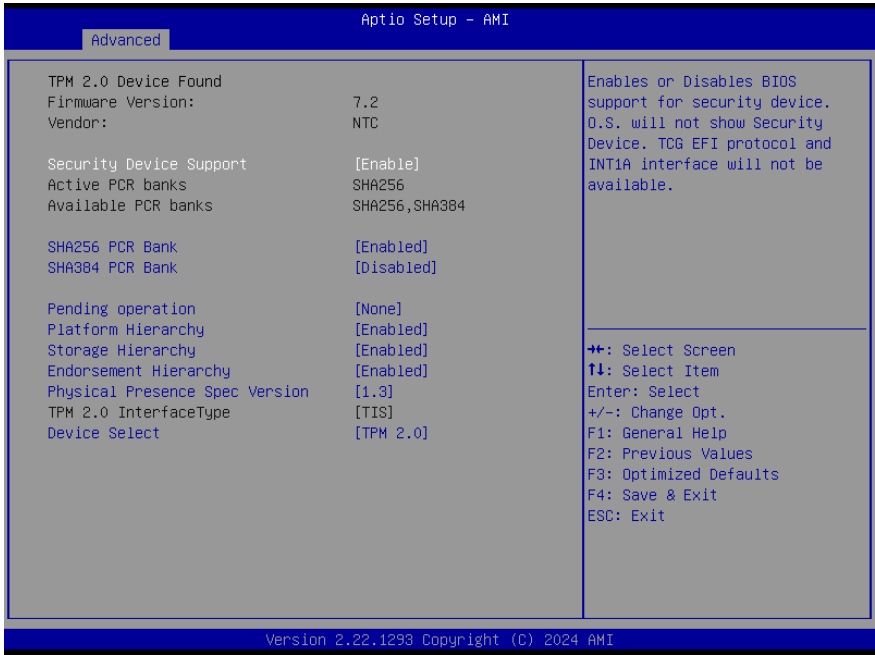 Aptio Setup – AMI
Advanced
TPM 2.0 Device Found
Firmware Version: 7.2
Vendor: NTC
Security Device Support [Enable]
Active PCR banks SHA256
Available PCR banks SHA256,SHA384
SHA256 PCR Bank [Enabled]
SHA384 PCR Bank [Disabled]
Pending operation [None]
Platform Hierarchy [Enabled]
Storage Hierarchy [Enabled]
Endorsement Hierarchy [Enabled]
Physical Presence Spec Version [1.3]
TPM 2.0 InterfaceType [TIS]
Device Select [TPM 2.0]
Enables or Disables BIOS
support for security device.
O.S. will not show Security
Device. TCG EFI protocol and
INT1A interface will not be
available.
→←: Select Screen
↑↓: Select Item
Enter: Select
+/-: Change Opt.
F1: General Help
F2: Previous Values
F3: Optimized Defaults
F4: Save & Exit
ESC: Exit
Version 2.22.1293 Copyright (C) 2024 AMI